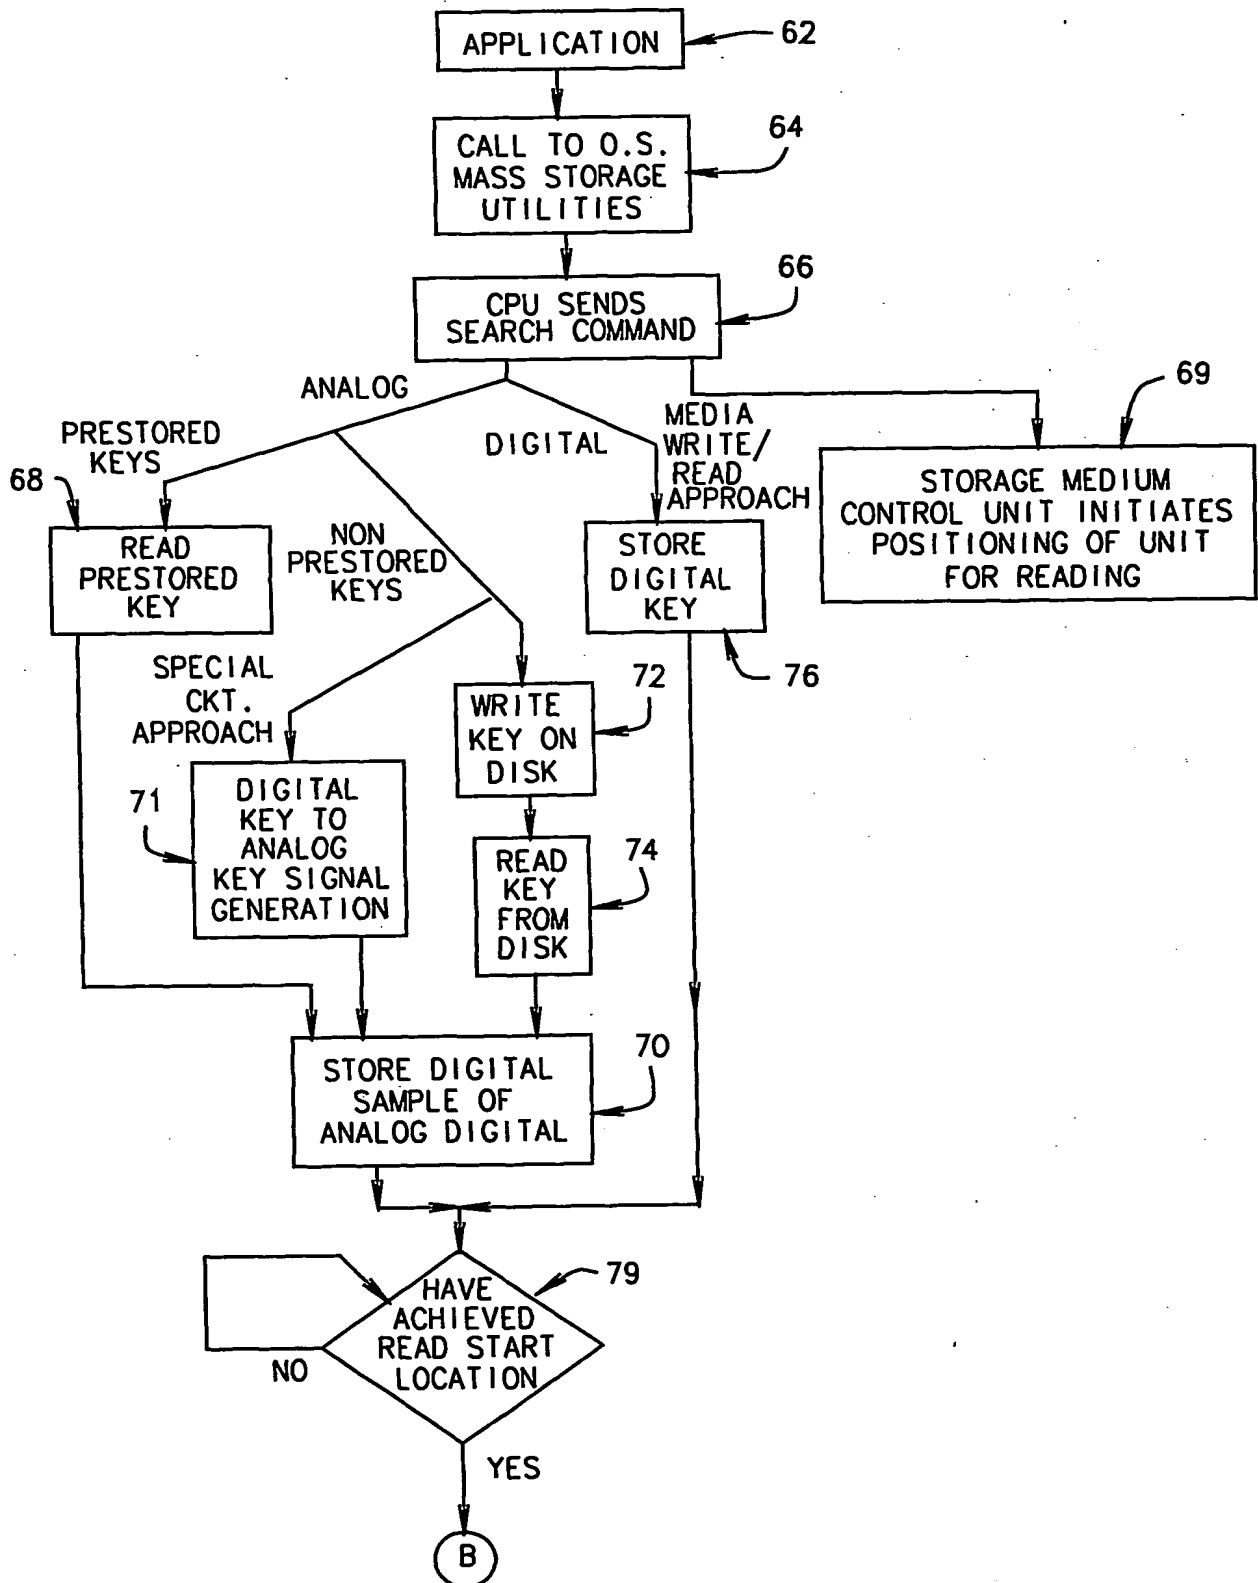 APPLICATION
62
CALL TO O.S.
MASS STORAGE
UTILITIES
64
CPU SENDS
SEARCH COMMAND
66
ANALOG
DIGITAL
MEDIA
WRITE/
READ
APPROACH
69
STORAGE MEDIUM
CONTROL UNIT INITIATES
POSITIONING OF UNIT
FOR READING
PRESTORED
KEYS
68
READ
PRESTORED
KEY
NON
PRESTORED
KEYS
STORE
DIGITAL
KEY
76
SPECIAL
CKT.
APPROACH
72
WRITE
KEY ON
DISK
71
DIGITAL
KEY TO
ANALOG
KEY SIGNAL
GENERATION
74
READ
KEY
FROM
DISK
70
STORE DIGITAL
SAMPLE OF
ANALOG DIGITAL
79
HAVE
ACHIEVED
READ START
LOCATION
NO
YES
B